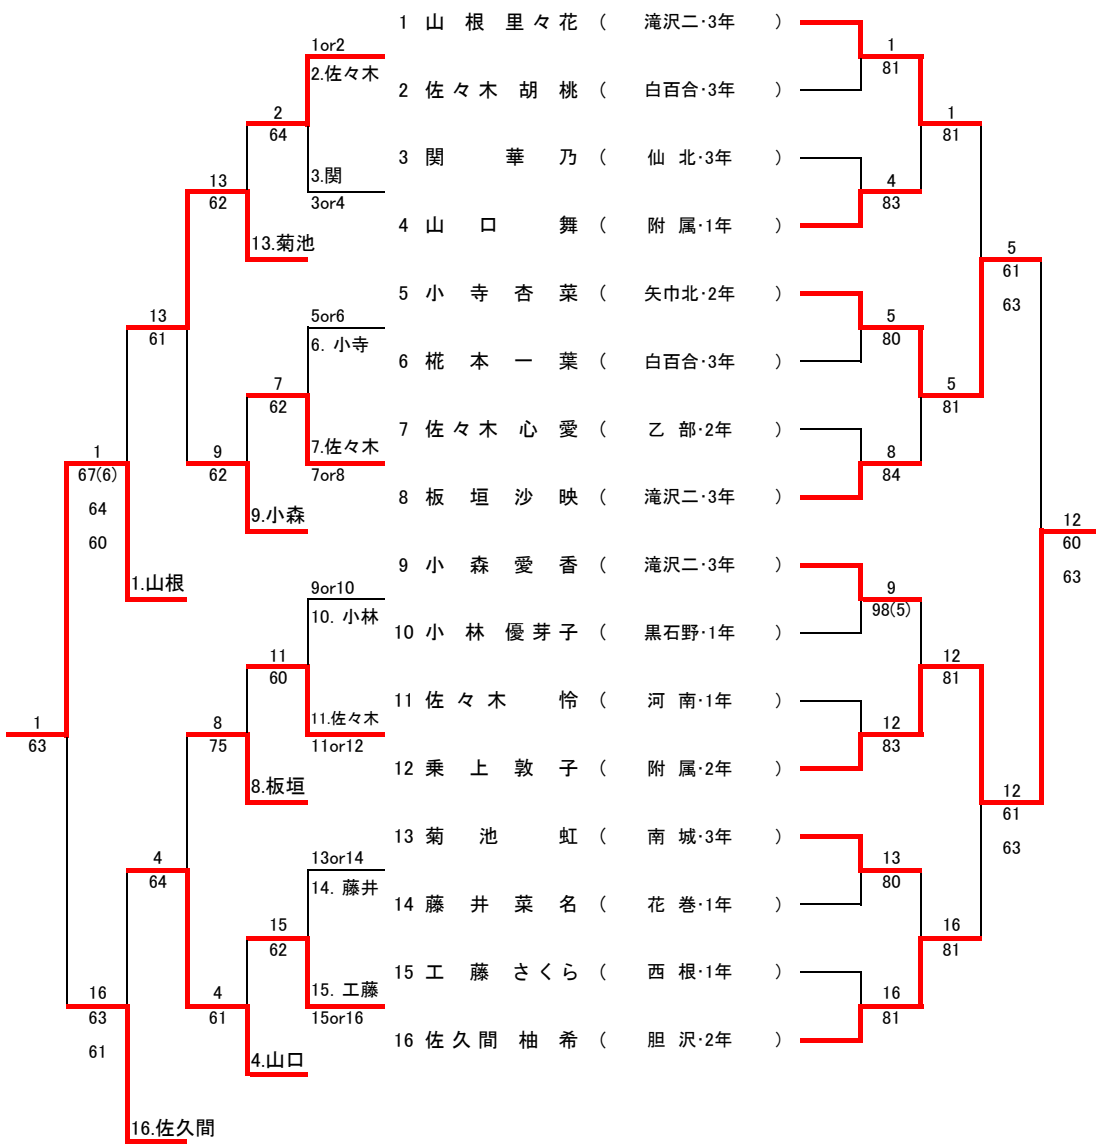 1 山根里々花 ( 滝沢二・3年 )
2 佐々木胡桃 ( 白百合・3年 )
3 関華乃 ( 仙北・3年 )
4 山口舞 ( 附属・1年 )
5 小寺杏菜 ( 矢巾北・2年 )
6 椛本一葉 ( 白百合・3年 )
7 佐々木心愛 ( 乙部・2年 )
8 板垣沙映 ( 滝沢二・3年 )
9 小森愛香 ( 滝沢二・3年 )
10 小林優芽子 ( 黒石野・1年 )
11 佐々木怜 ( 河南・1年 )
12 乗上敦子 ( 附属・2年 )
13 菊池虹 ( 南城・3年 )
14 藤井菜名 ( 花巻・1年 )
15 工藤さくら ( 西根・1年 )
16 佐久間柚希 ( 胆沢・2年 )
1or2
2.佐々木
2
64
3.関
3or4
13
62
13.菊池
13
61
5or6
6. 小寺
7
62
7.佐々木
7or8
9
62
9.小森
1
67(6)
64
60
1.山根
9or10
10. 小林
11
60
11.佐々木
11or12
1
63
8
75
8.板垣
4
64
13or14
14. 藤井
15
62
15. 工藤
15or16
16
63
61
4
61
4.山口
16.佐久間
1
81
1
81
4
83
5
61
63
5
80
5
81
8
84
12
60
63
9
98(5)
12
81
12
83
12
61
63
13
80
16
81
16
81